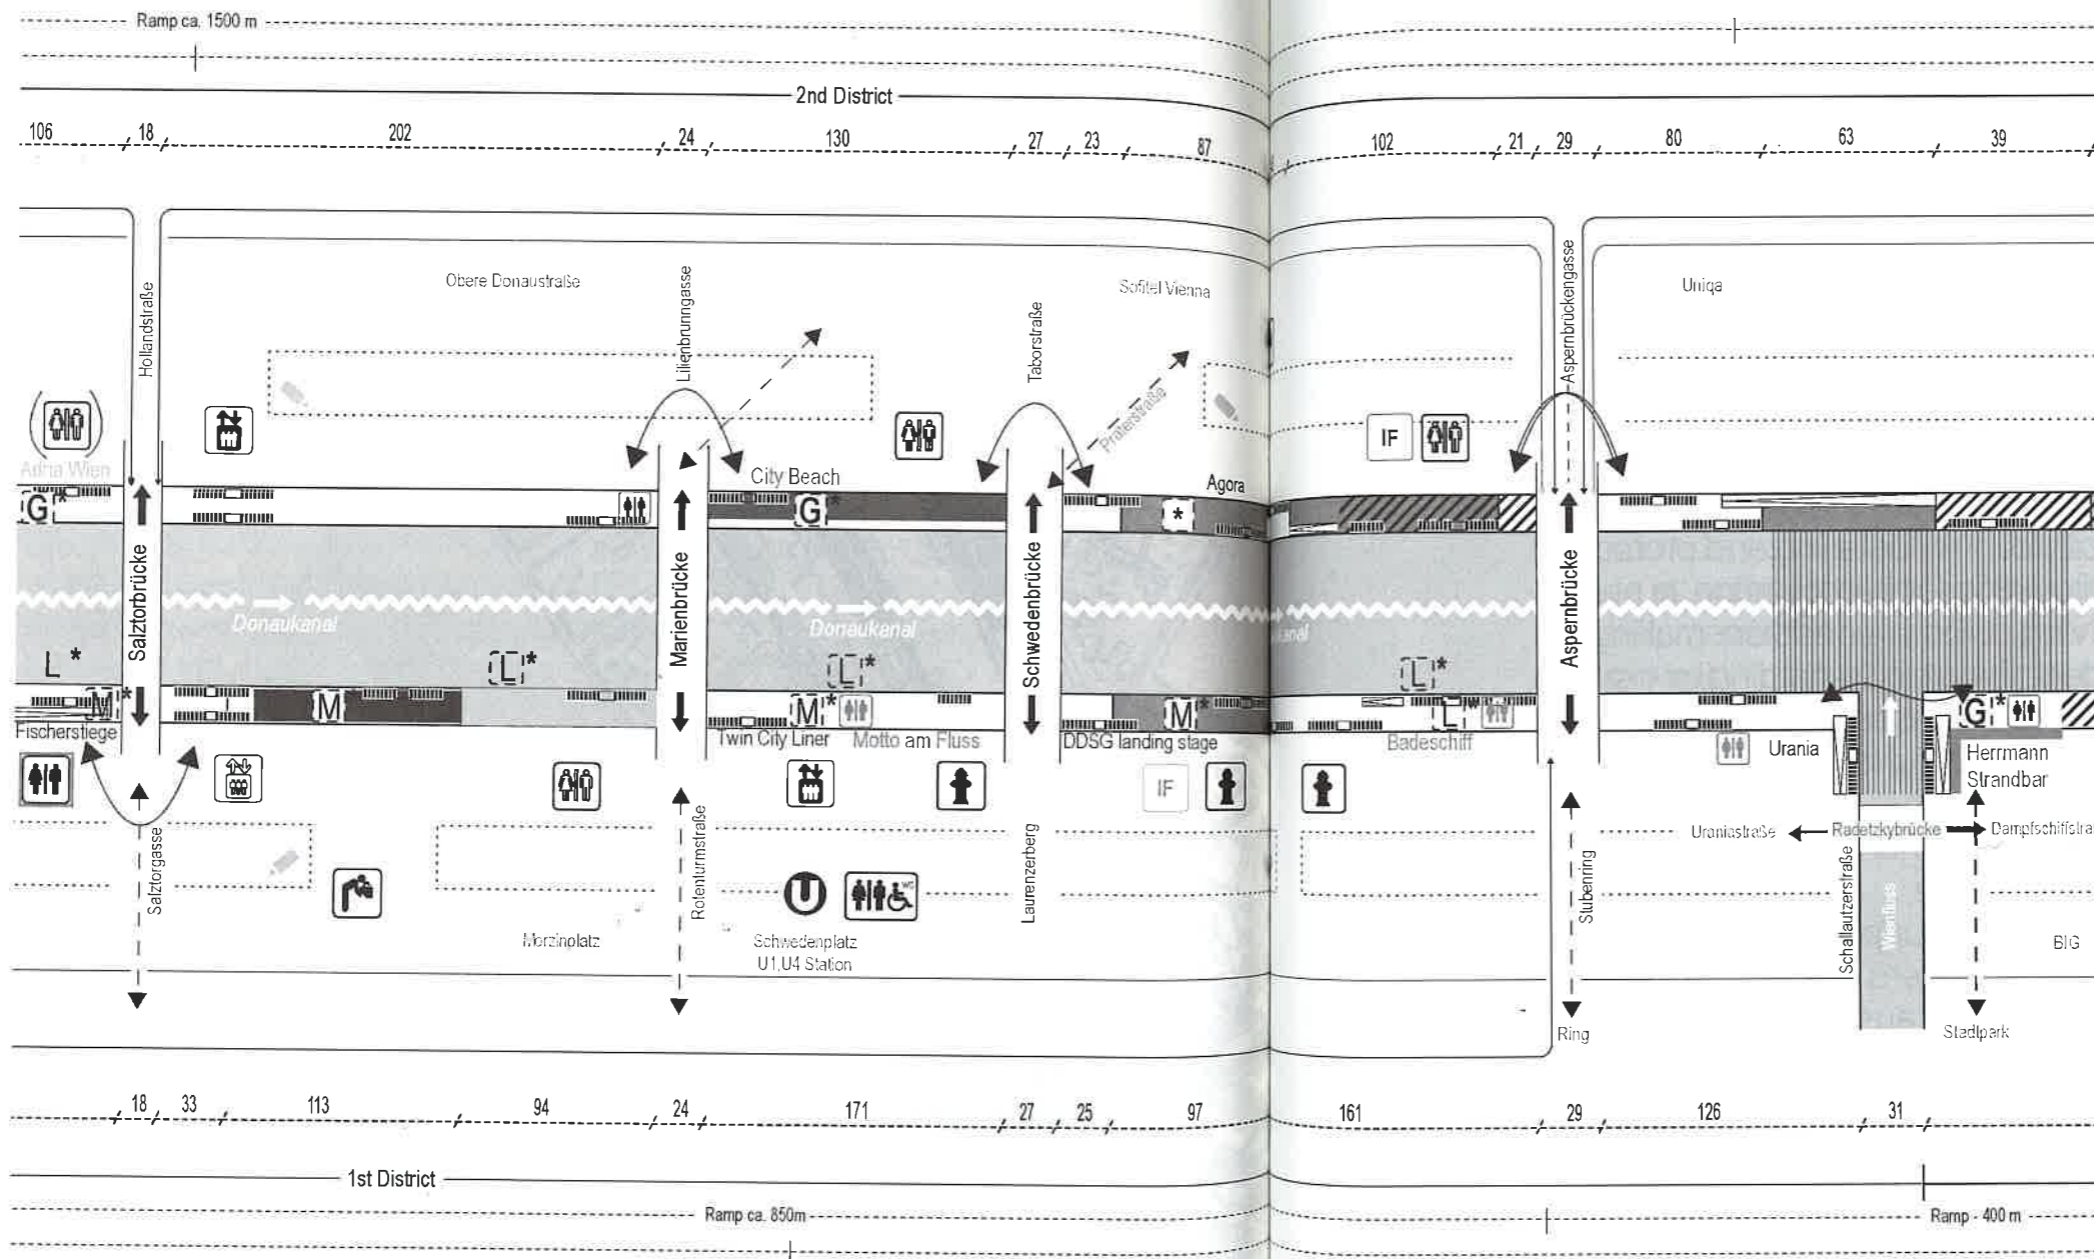 Ramp ca. 1500 m
2nd District
106 18 202 24 130 27 23 87 102 21 29 80 63 39
Hollandstraße
Obere Donaustraße
Lilienbrunngasse
Taborstraße
Praterstraße
Sofitel Vienna
Aspernbrückengasse
Uniqa
IF
Adria Wien
City Beach
Agora
G*
G*
*
Salztorbrücke
Marienbrücke
Schwedenbrücke
Aspernbrücke
Donaukanal
Donaukanal
kanal
L*
L*
L*
L*
M*
M
M*
M*
L*
G*
Fischerstiege
Twin City Liner
Motto am Fluss
DDSG landing stage
Badeschiff
Urania
Herrmann
Strandbar
IF
Salztorgasse
Rotenturmstraße
Laurenzerberg
Stubenring
Uraniastraße
Radetzkybrücke
Dampfschiffstra
Schallautzerstraße
Wienfluss
U
WC
Morzinplatz
Schwedenplatz
U1,U4 Station
BIG
Ring
Stadtpark
18 33 113 94 24 171 27 25 97 161 29 126 31
1st District
Ramp ca. 850m
Ramp - 400 m